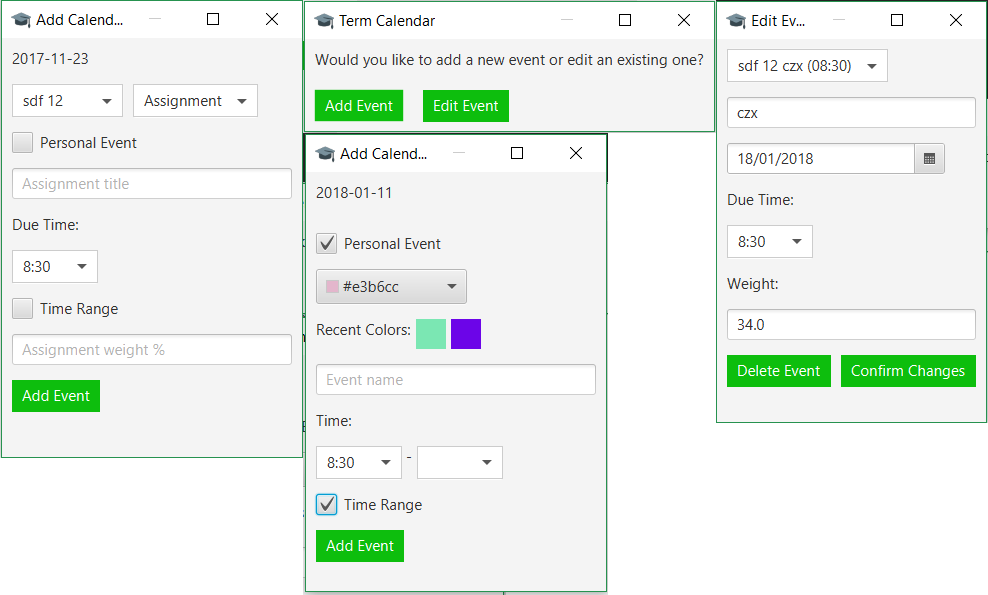 Add Calend...
2017-11-23
sdf 12 Assignment
Personal Event
Assignment title
Due Time:
8:30
Time Range
Assignment weight %
Add Event
Term Calendar
Would you like to add a new event or edit an existing one?
Add Event Edit Event
Add Calend...
2018-01-11
Personal Event
#e3b6cc
Recent Colors:
Event name
Time:
8:30 -
Time Range
Add Event
Edit Ev...
sdf 12 czx (08:30)
czx
18/01/2018
Due Time:
8:30
Weight:
34.0
Delete Event Confirm Changes